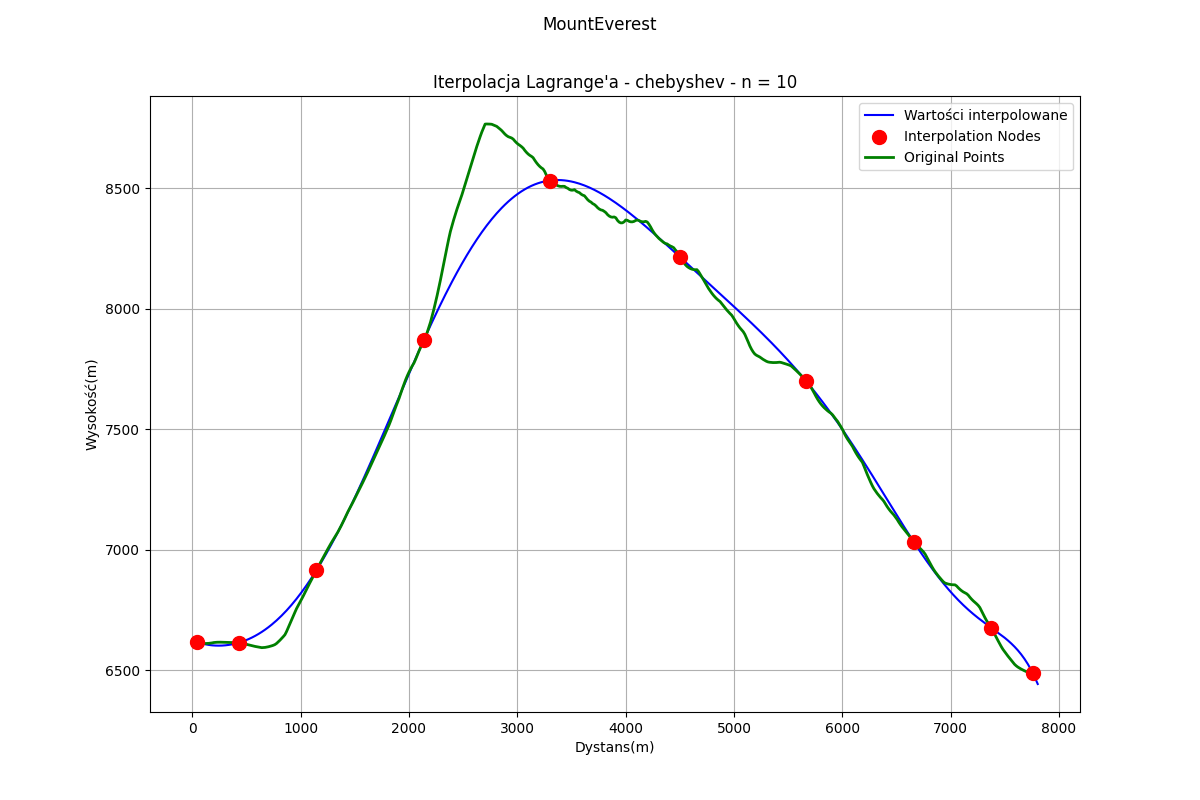 MountEverest
Iterpolacja Lagrange'a - chebyshev - n = 10
Wartości interpolowane
Interpolation Nodes
Original Points
Wysokość(m)
8500
8000
7500
7000
6500
0 1000 2000 3000 4000 5000 6000 7000 8000
Dystans(m)